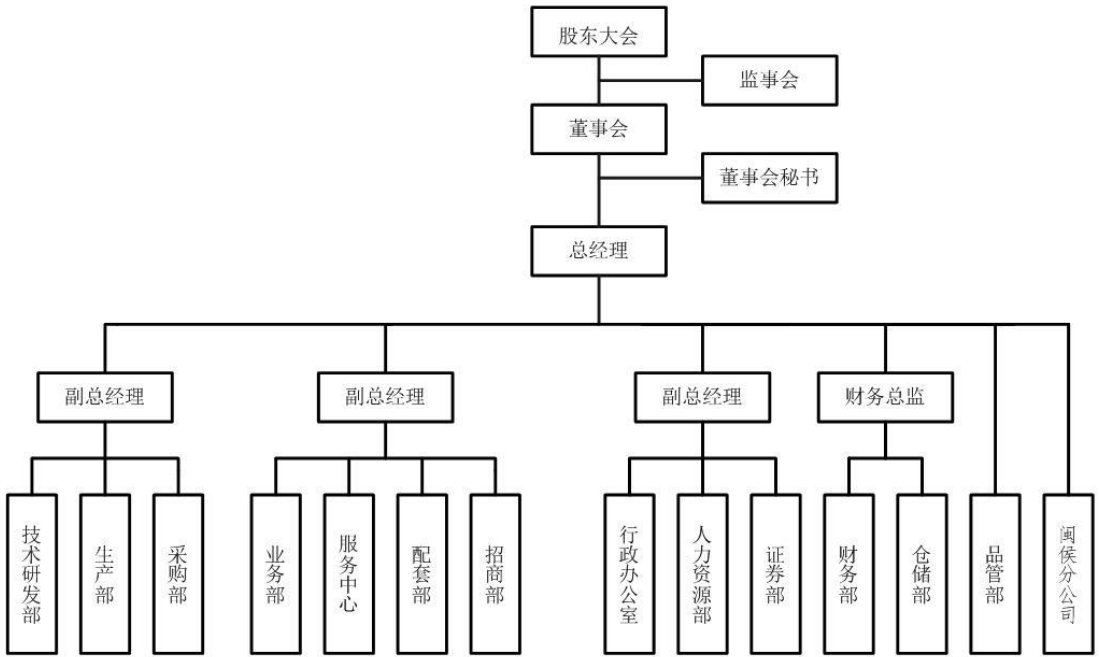 股东大会
监事会
董事会
董事会秘书
总经理
副总经理
副总经理
副总经理
财务总监
技术研发部
生产部
采购部
业务部
服务中心
配套部
招商部
行政办公室
人力资源部
证券部
财务部
仓储部
品管部
闽侯分公司